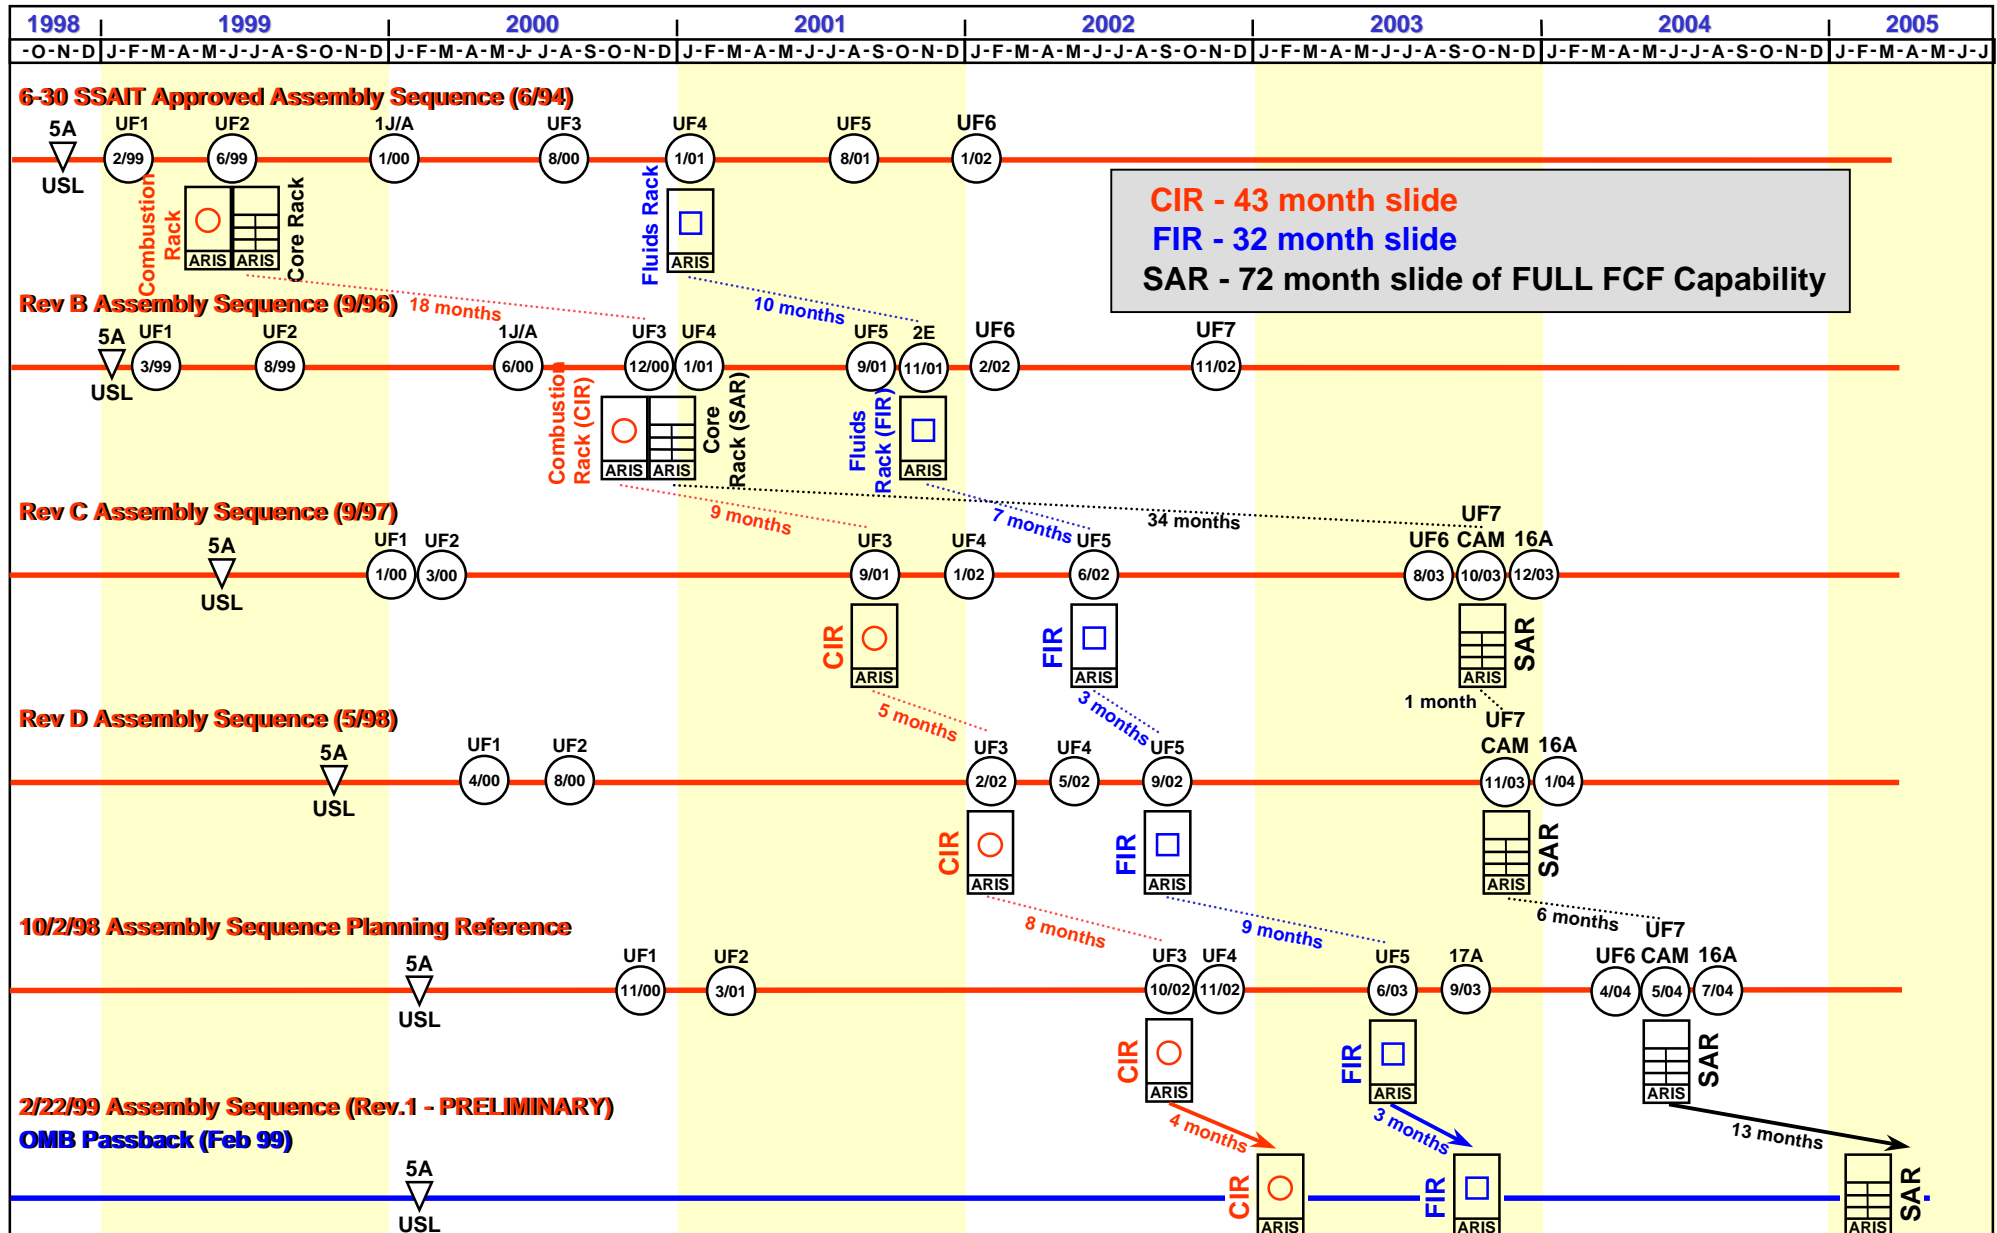 1998 1999 2000 2001 2002 2003 2004 2005
-O-N-D J-F-M-A-M-J-J-A-S-O-N-D J-F-M-A-M-J-J-A-S-O-N-D J-F-M-A-M-J-J-A-S-O-N-D J-F-M-A-M-J-J-A-S-O-N-D J-F-M-A-M-J-J-A-S-O-N-D J-F-M-A-M-J-J-A-S-O-N-D J-F-M-A-M-J-J
6-30 SSAIT Approved Assembly Sequence (6/94)
5A UF1 UF2 1J/A UF3 UF4 UF5 UF6
2/99 6/99 1/00 8/00 1/01 8/01 1/02
USL
Combustion
Rack
ARIS ARIS
Core Rack
Fluids Rack
ARIS
CIR - 43 month slide
FIR - 32 month slide
SAR - 72 month slide of FULL FCF Capability
18 months
10 months
Rev B Assembly Sequence (9/96)
5A UF1 UF2 1J/A UF3 UF4 UF5 2E UF6 UF7
3/99 8/99 6/00 12/00 1/01 9/01 11/01 2/02 11/02
USL
Combustion
Rack (CIR)
ARIS ARIS
Core
Rack (SAR)
Fluids
Rack (FIR)
ARIS
9 months
7 months
34 months
Rev C Assembly Sequence (9/97)
5A UF1 UF2 UF3 UF4 UF5 UF6 UF7
CAM 16A
1/00 3/00 9/01 1/02 6/02 8/03 10/03 12/03
USL
CIR
ARIS
FIR
ARIS
ARIS
SAR
5 months
3 months
1 month
Rev D Assembly Sequence (5/98)
5A UF1 UF2 UF3 UF4 UF5 UF7
CAM 16A
4/00 8/00 2/02 5/02 9/02 11/03 1/04
USL
CIR
ARIS
FIR
ARIS
ARIS
SAR
8 months
9 months
6 months
10/2/98 Assembly Sequence Planning Reference
5A UF1 UF2 UF3 UF4 UF5 17A UF6 UF7
CAM 16A
11/00 3/01 10/02 11/02 6/03 9/03 4/04 5/04 7/04
USL
CIR
ARIS
FIR
ARIS
ARIS
SAR
4 months
3 months
13 months
2/22/99 Assembly Sequence (Rev.1 - PRELIMINARY)
OMB Passback (Feb 99)
5A
USL
CIR
ARIS
FIR
ARIS
ARIS
SAR